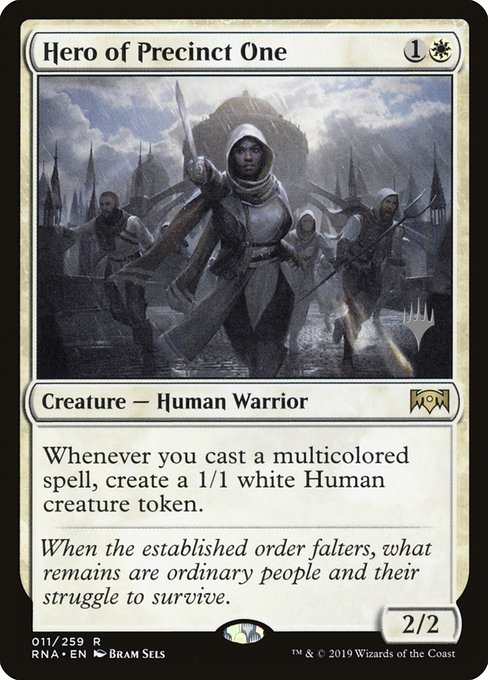 Hero of Precinct One 1
Creature — Human Warrior
Whenever you cast a multicolored
spell, create a 1/1 white Human
creature token.
When the established order falters, what
remains are ordinary people and their
struggle to survive.
2/2
011/259 R
RNA • EN Bram Sels
™ & © 2019 Wizards of the Coast